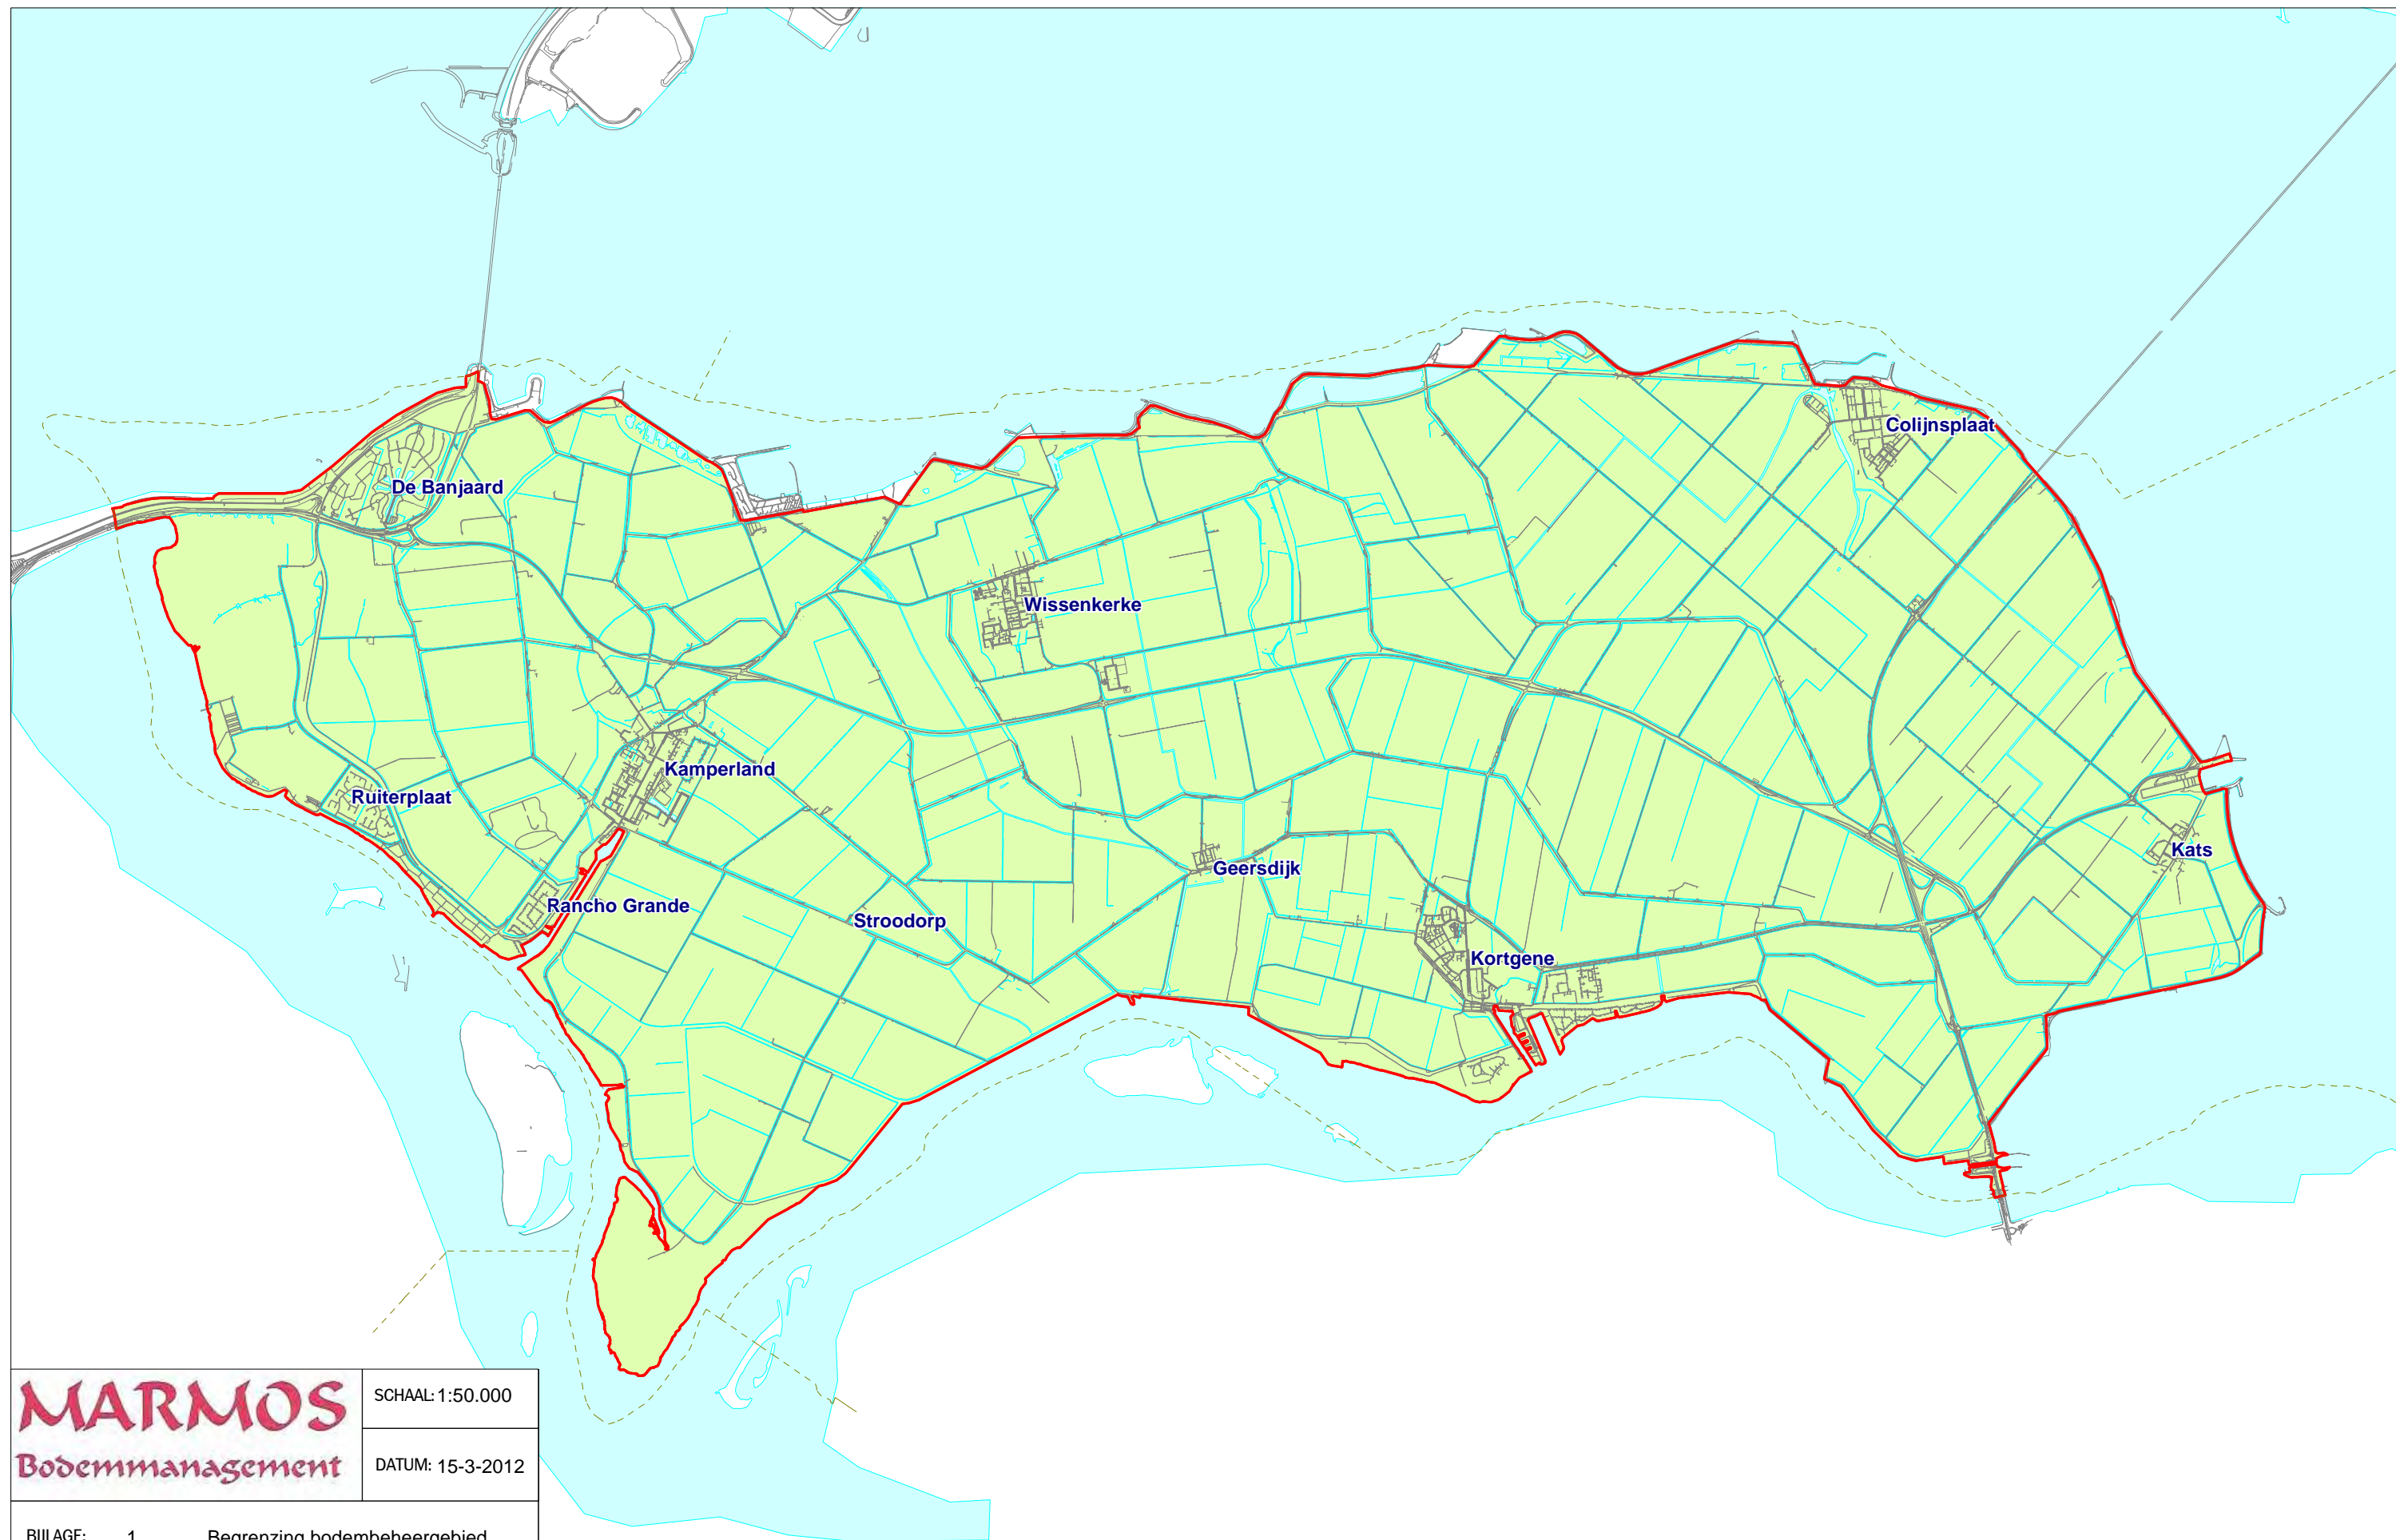 Colijnsplaat
De Banjaard
Wissenkerke
Kamperland
Ruiterplaat
Kats
Geersdijk
Rancho Grande
Stroodorp
Kortgene
MARMOS
Bodemmanagement
SCHAAL: 1:50.000
DATUM: 15-3-2012
BIJLAGE: 1 Begrenzing bodembeheergebied